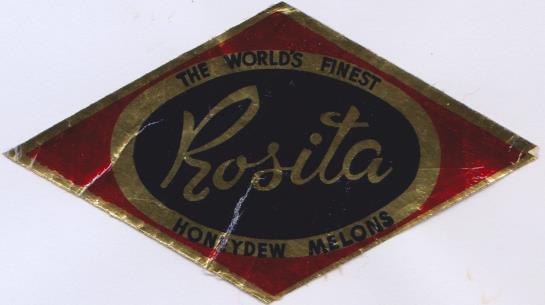 THE WORLD'S FINEST
Rosita
HONEYDEW MELONS